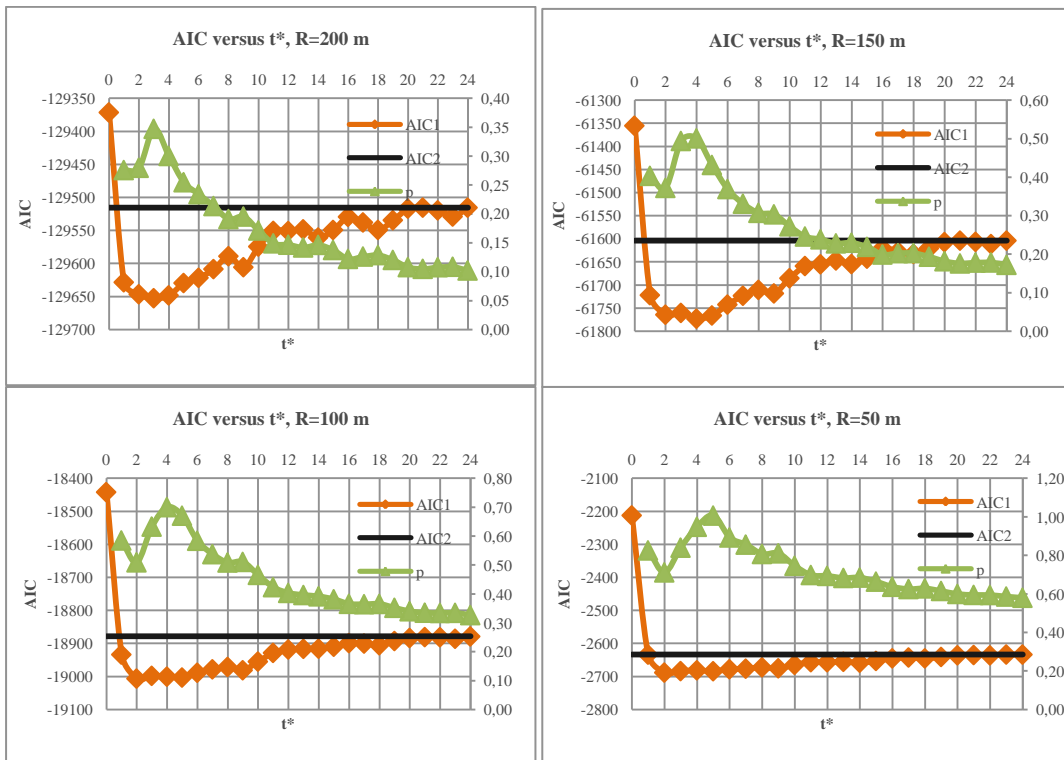 AIC versus t*, R=200 m
0 2 4 6 8 10 12 14 16 18 20 22 24
-129350
-129400
-129450
-129500
-129550
-129600
-129650
-129700
AIC
0,40
0,35
0,30
0,25
0,20
0,15
0,10
0,05
0,00
AIC1
AIC2
p
t*
AIC versus t*, R=150 m
0 2 4 6 8 10 12 14 16 18 20 22 24
-61300
-61350
-61400
-61450
-61500
-61550
-61600
-61650
-61700
-61750
-61800
AIC
0,60
0,50
0,40
0,30
0,20
0,10
0,00
AIC1
AIC2
p
t*
AIC versus t*, R=100 m
0 2 4 6 8 10 12 14 16 18 20 22 24
-18400
-18500
-18600
-18700
-18800
-18900
-19000
-19100
AIC
0,80
0,70
0,60
0,50
0,40
0,30
0,20
0,10
0,00
AIC1
AIC2
p
t*
AIC versus t*, R=50 m
0 2 4 6 8 10 12 14 16 18 20 22 24
-2100
-2200
-2300
-2400
-2500
-2600
-2700
-2800
AIC
1,20
1,00
0,80
0,60
0,40
0,20
0,00
AIC1
AIC2
p
t*